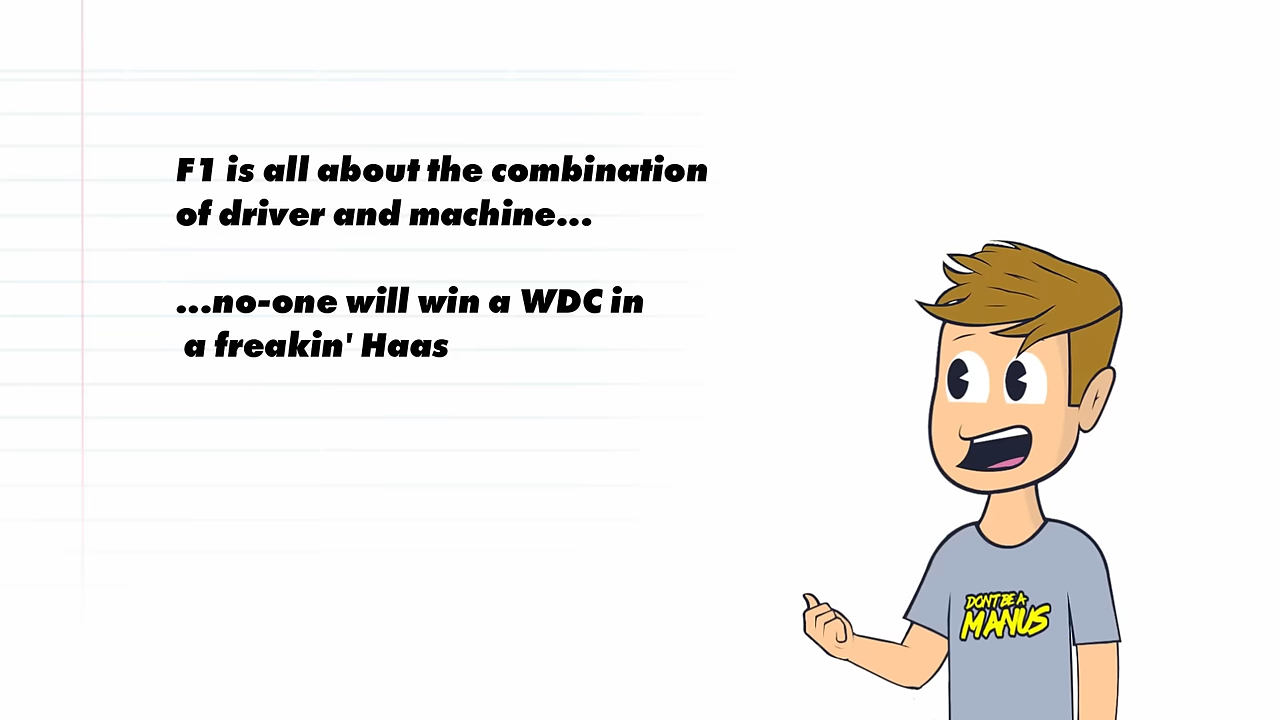 F1 is all about the combination
of driver and machine...
...no-one will win a WDC in
a freakin' Haas
DON'T BE A
MANUS